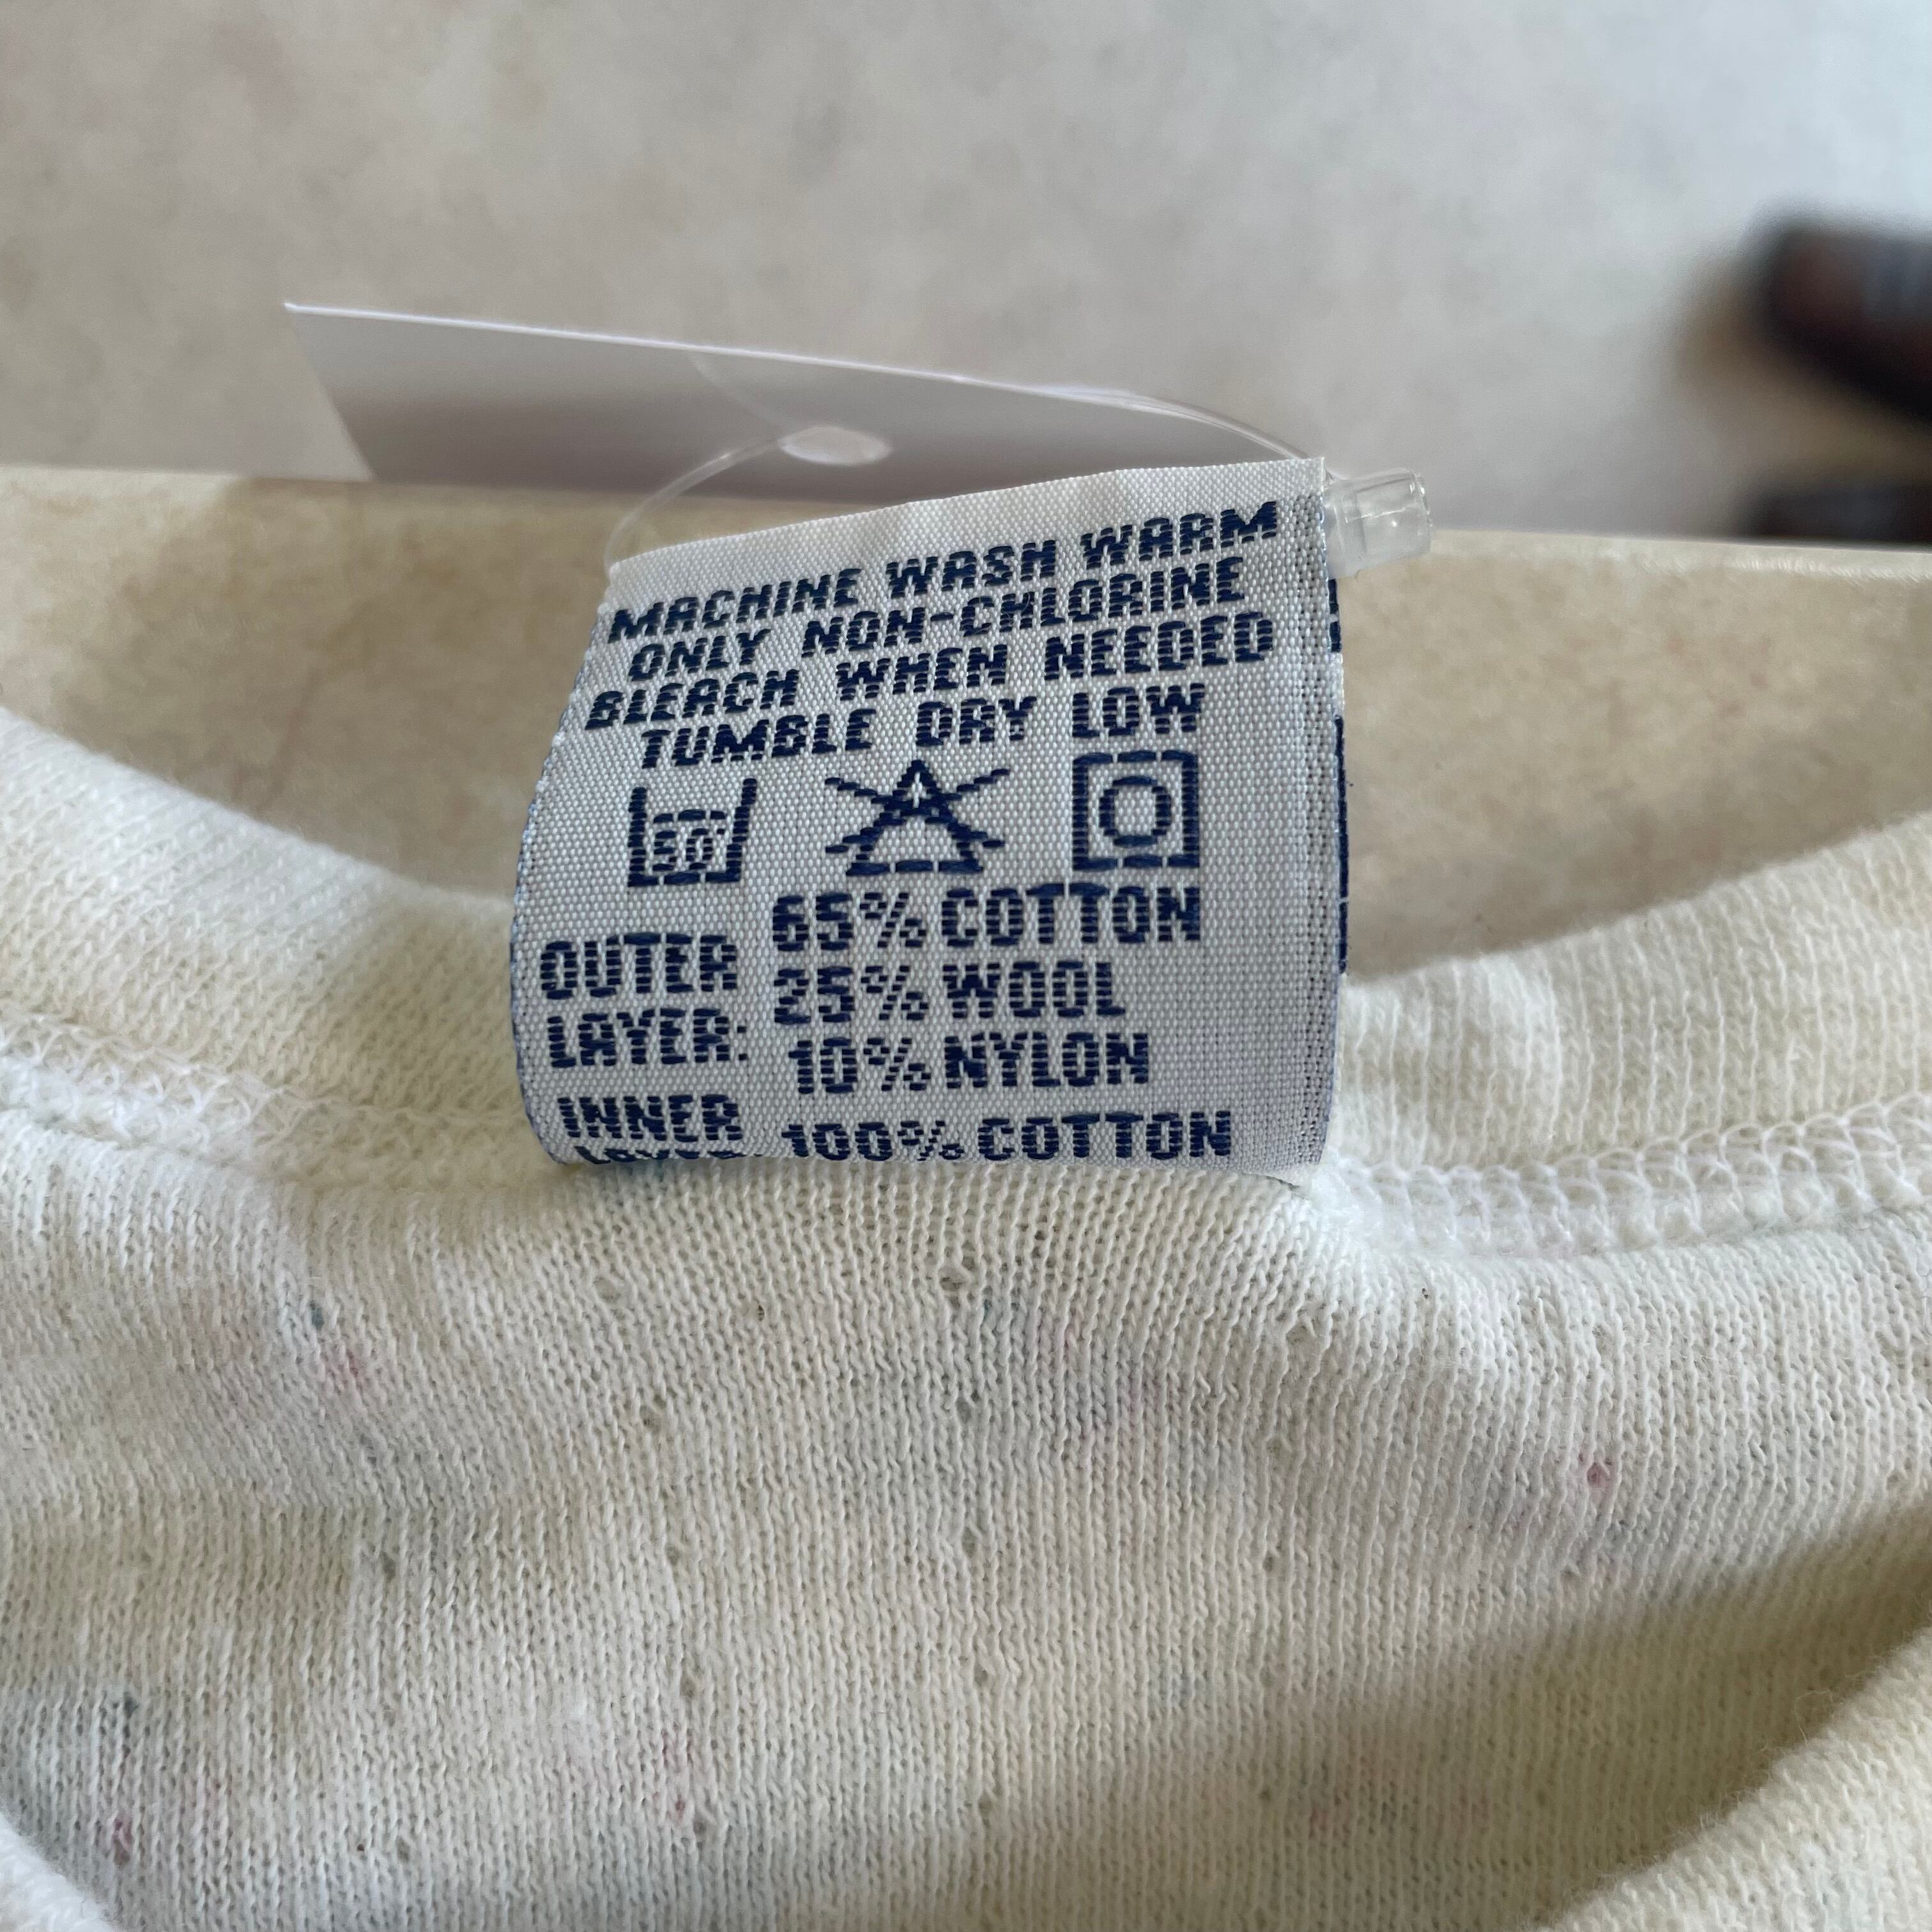 MACHINE WASH WARM
ONLY NON-CHLORINE
BLEACH WHEN NEEDED
TUMBLE DRY LOW
OUTER LAYER: 65% COTTON
25% WOOL
10% NYLON
INNER LAYER: 100% COTTON